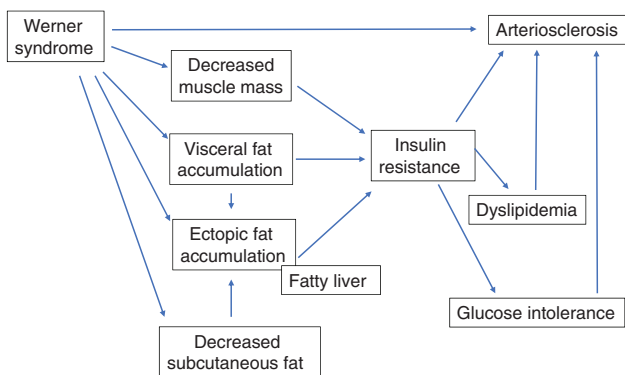 Werner
syndrome
Arteriosclerosis
Decreased
muscle mass
Visceral fat
accumulation
Insulin
resistance
Ectopic fat
accumulation
Fatty liver
Dyslipidemia
Glucose intolerance
Decreased
subcutaneous fat